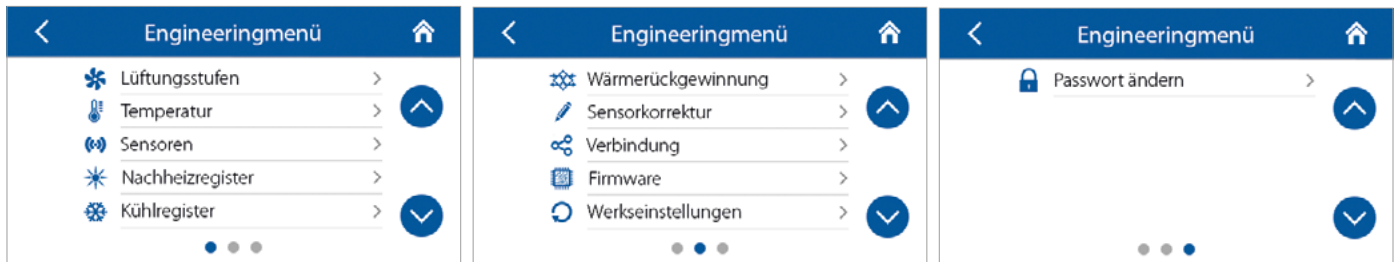 Engineeringmenü
Lüftungsstufen
Temperatur
Sensoren
Nachheizregister
Kühlregister
Engineeringmenü
Wärmerückgewinnung
Sensorkorrektur
Verbindung
Firmware
Werkseinstellungen
Engineeringmenü
Passwort ändern